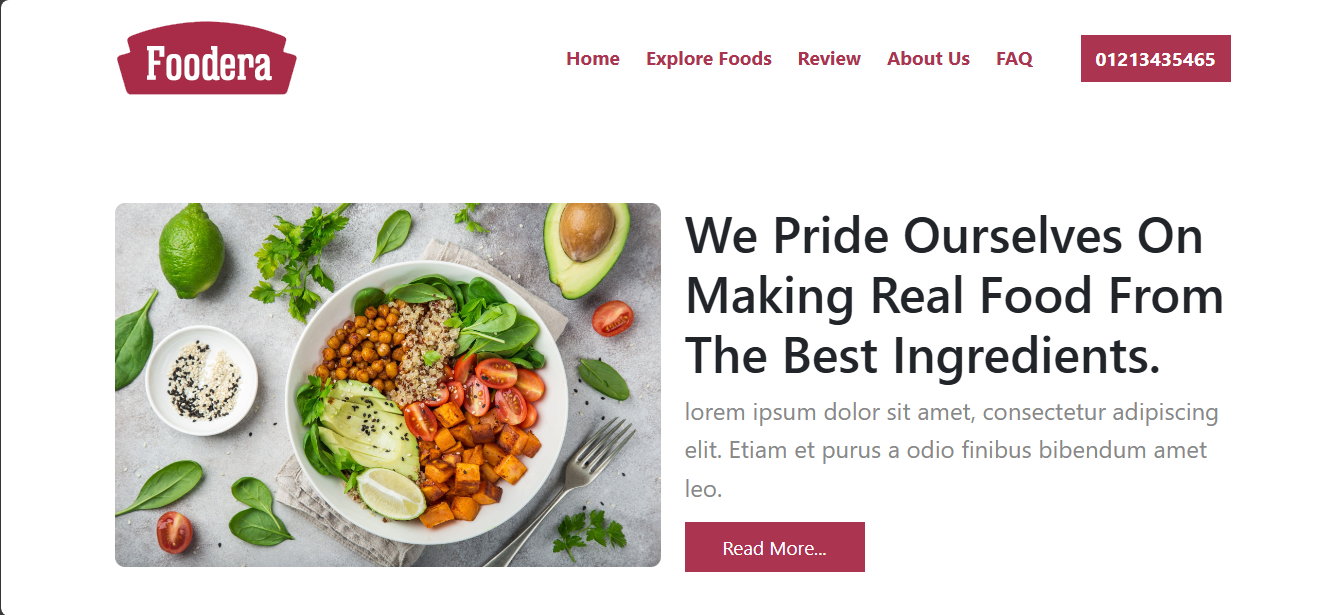 Foodera
Home Explore Foods Review About Us FAQ 01213435465
We Pride Ourselves On
Making Real Food From
The Best Ingredients.
lorem ipsum dolor sit amet, consectetur adipiscing
elit. Etiam et purus a odio finibus bibendum amet
leo.
Read More...